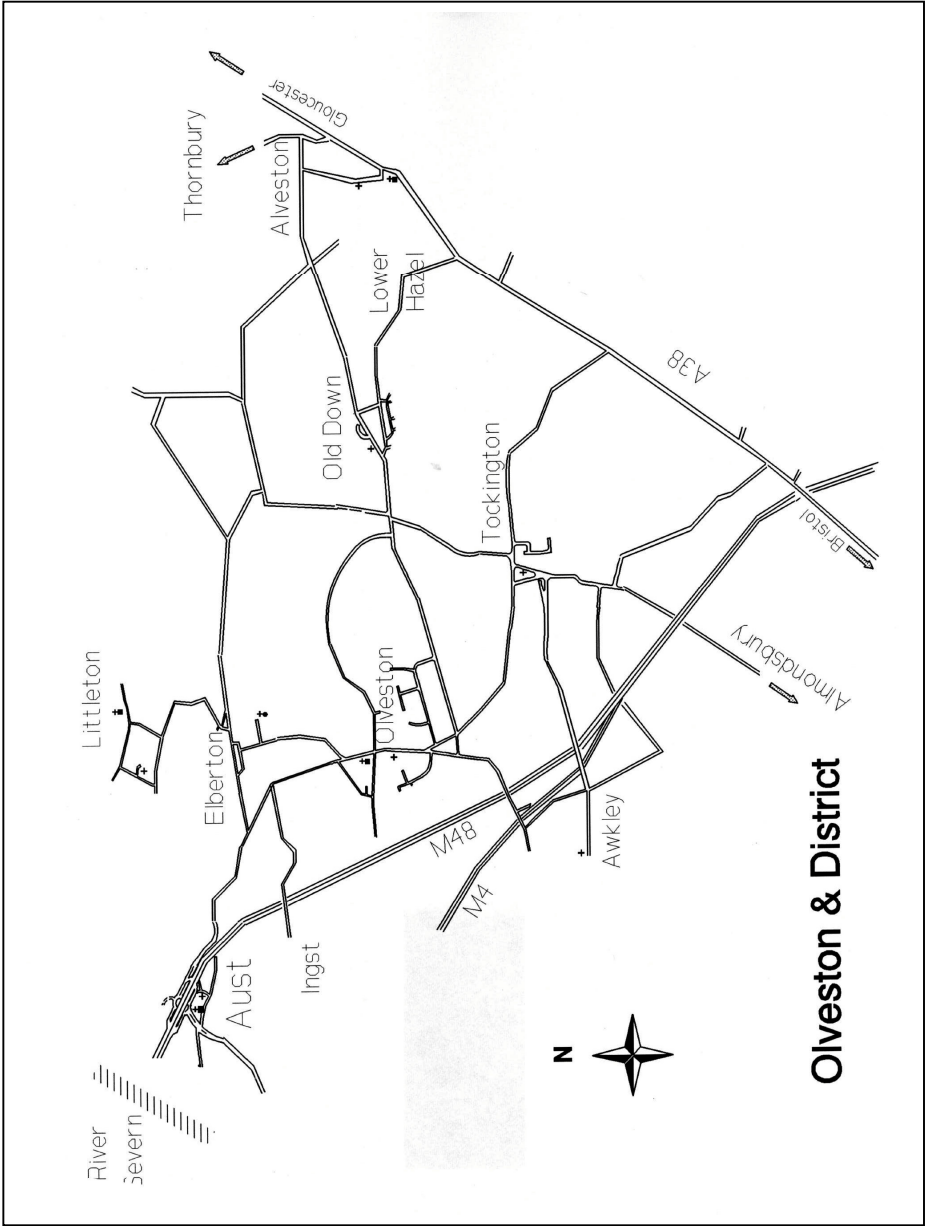 River
Severn
Aust
Ingst
Littleton
Elberton
Olveston
M48
M4
Awkley
Old Down
Tockington
Lower
Hazel
Alveston
Thornbury
Gloucester
A38
Bristol
Almondsbury
N
Olveston & District